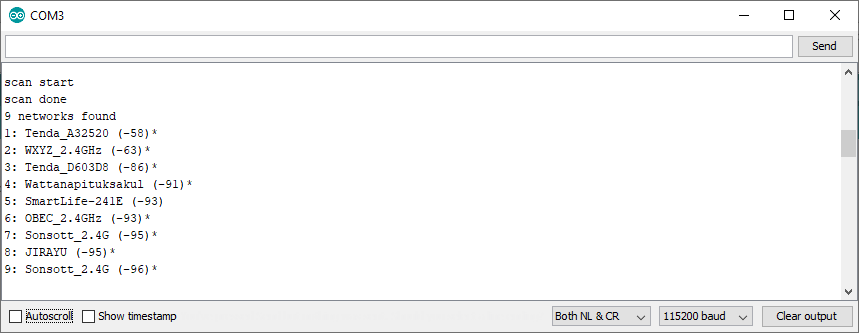 COM3
Send
scan start
scan done
9 networks found
1: Tenda_A32520 (-58)*
2: WXYZ_2.4GHz (-63)*
3: Tenda_D603D8 (-86)*
4: Wattanapituksakul (-91)*
5: SmartLife-241E (-93)
6: OBEC_2.4GHz (-93)*
7: Sonsott_2.4G (-95)*
8: JIRAYU (-95)*
9: Sonsott_2.4G (-96)*
Autoscroll Show timestamp Both NL & CR 115200 baud Clear output